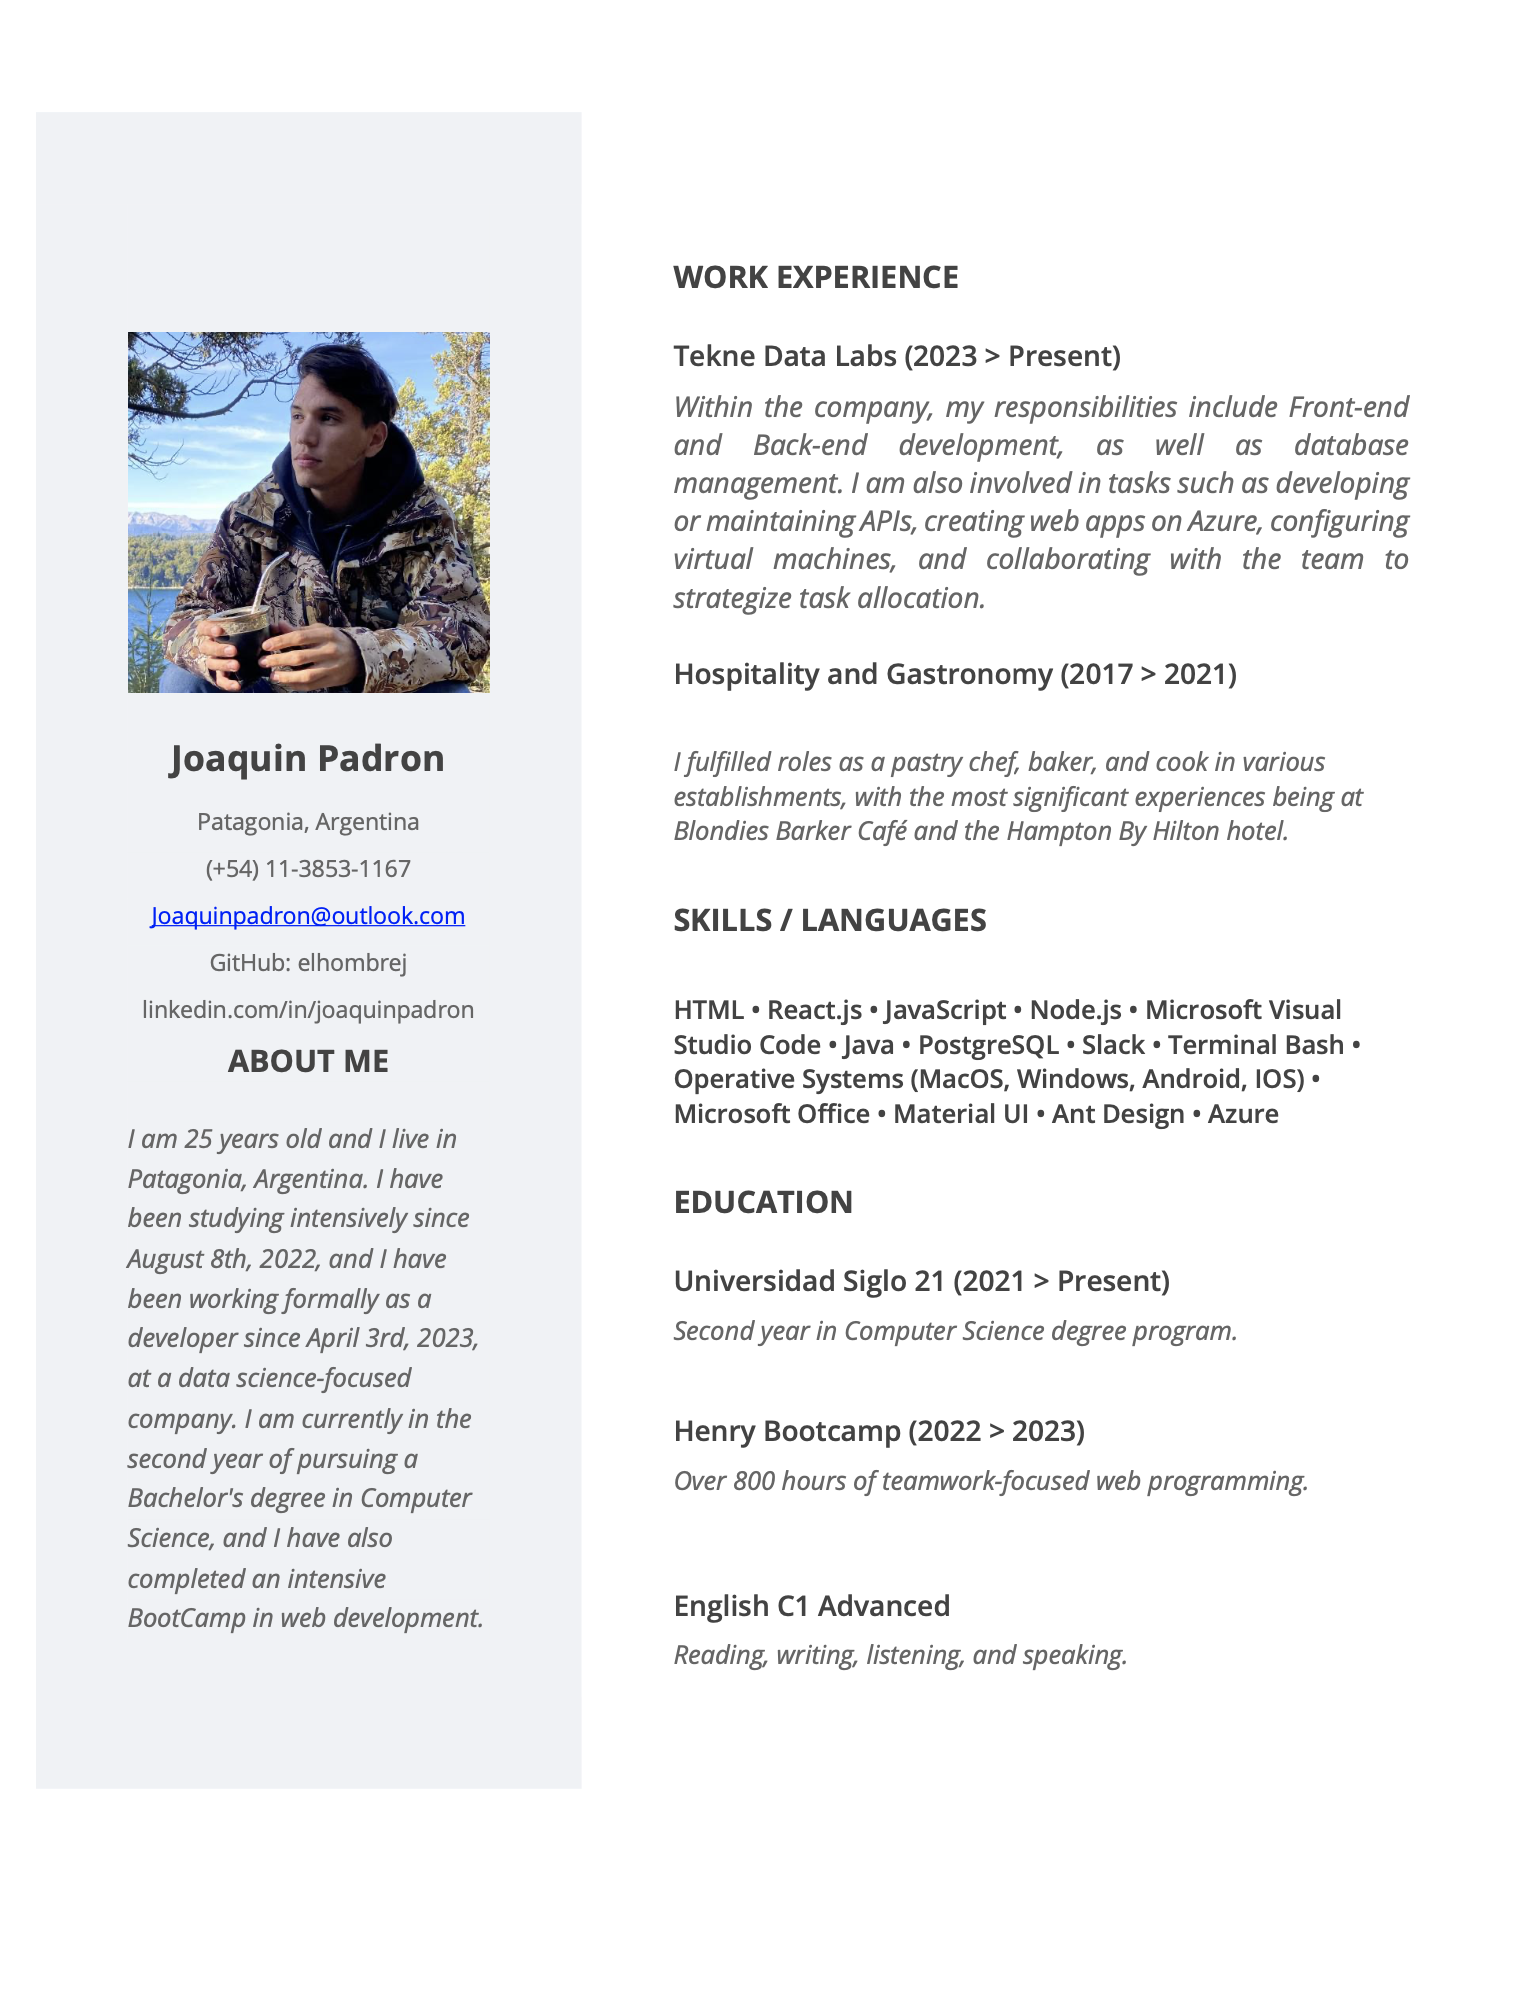 Joaquin Padron
Patagonia, Argentina
(+54) 11-3853-1167
Joaquinpadron@outlook.com
GitHub: elhombrej
linkedin.com/in/joaquinpadron
ABOUT ME
I am 25 years old and I live in
Patagonia, Argentina. I have
been studying intensively since
August 8th, 2022, and I have
been working formally as a
developer since April 3rd, 2023,
at a data science-focused
company. I am currently in the
second year of pursuing a
Bachelor's degree in Computer
Science, and I have also
completed an intensive
BootCamp in web development.
WORK EXPERIENCE
Tekne Data Labs (2023 > Present)
Within the company, my responsibilities include Front-end
and Back-end development, as well as database
management. I am also involved in tasks such as developing
or maintaining APIs, creating web apps on Azure, configuring
virtual machines, and collaborating with the team to
strategize task allocation.
Hospitality and Gastronomy (2017 > 2021)
I fulfilled roles as a pastry chef, baker, and cook in various
establishments, with the most significant experiences being at
Blondies Barker Café and the Hampton By Hilton hotel.
SKILLS / LANGUAGES
HTML • React.js • JavaScript • Node.js • Microsoft Visual
Studio Code • Java • PostgreSQL • Slack • Terminal Bash •
Operative Systems (MacOS, Windows, Android, IOS) •
Microsoft Office • Material UI • Ant Design • Azure
EDUCATION
Universidad Siglo 21 (2021 > Present)
Second year in Computer Science degree program.
Henry Bootcamp (2022 > 2023)
Over 800 hours of teamwork-focused web programming.
English C1 Advanced
Reading, writing, listening, and speaking.